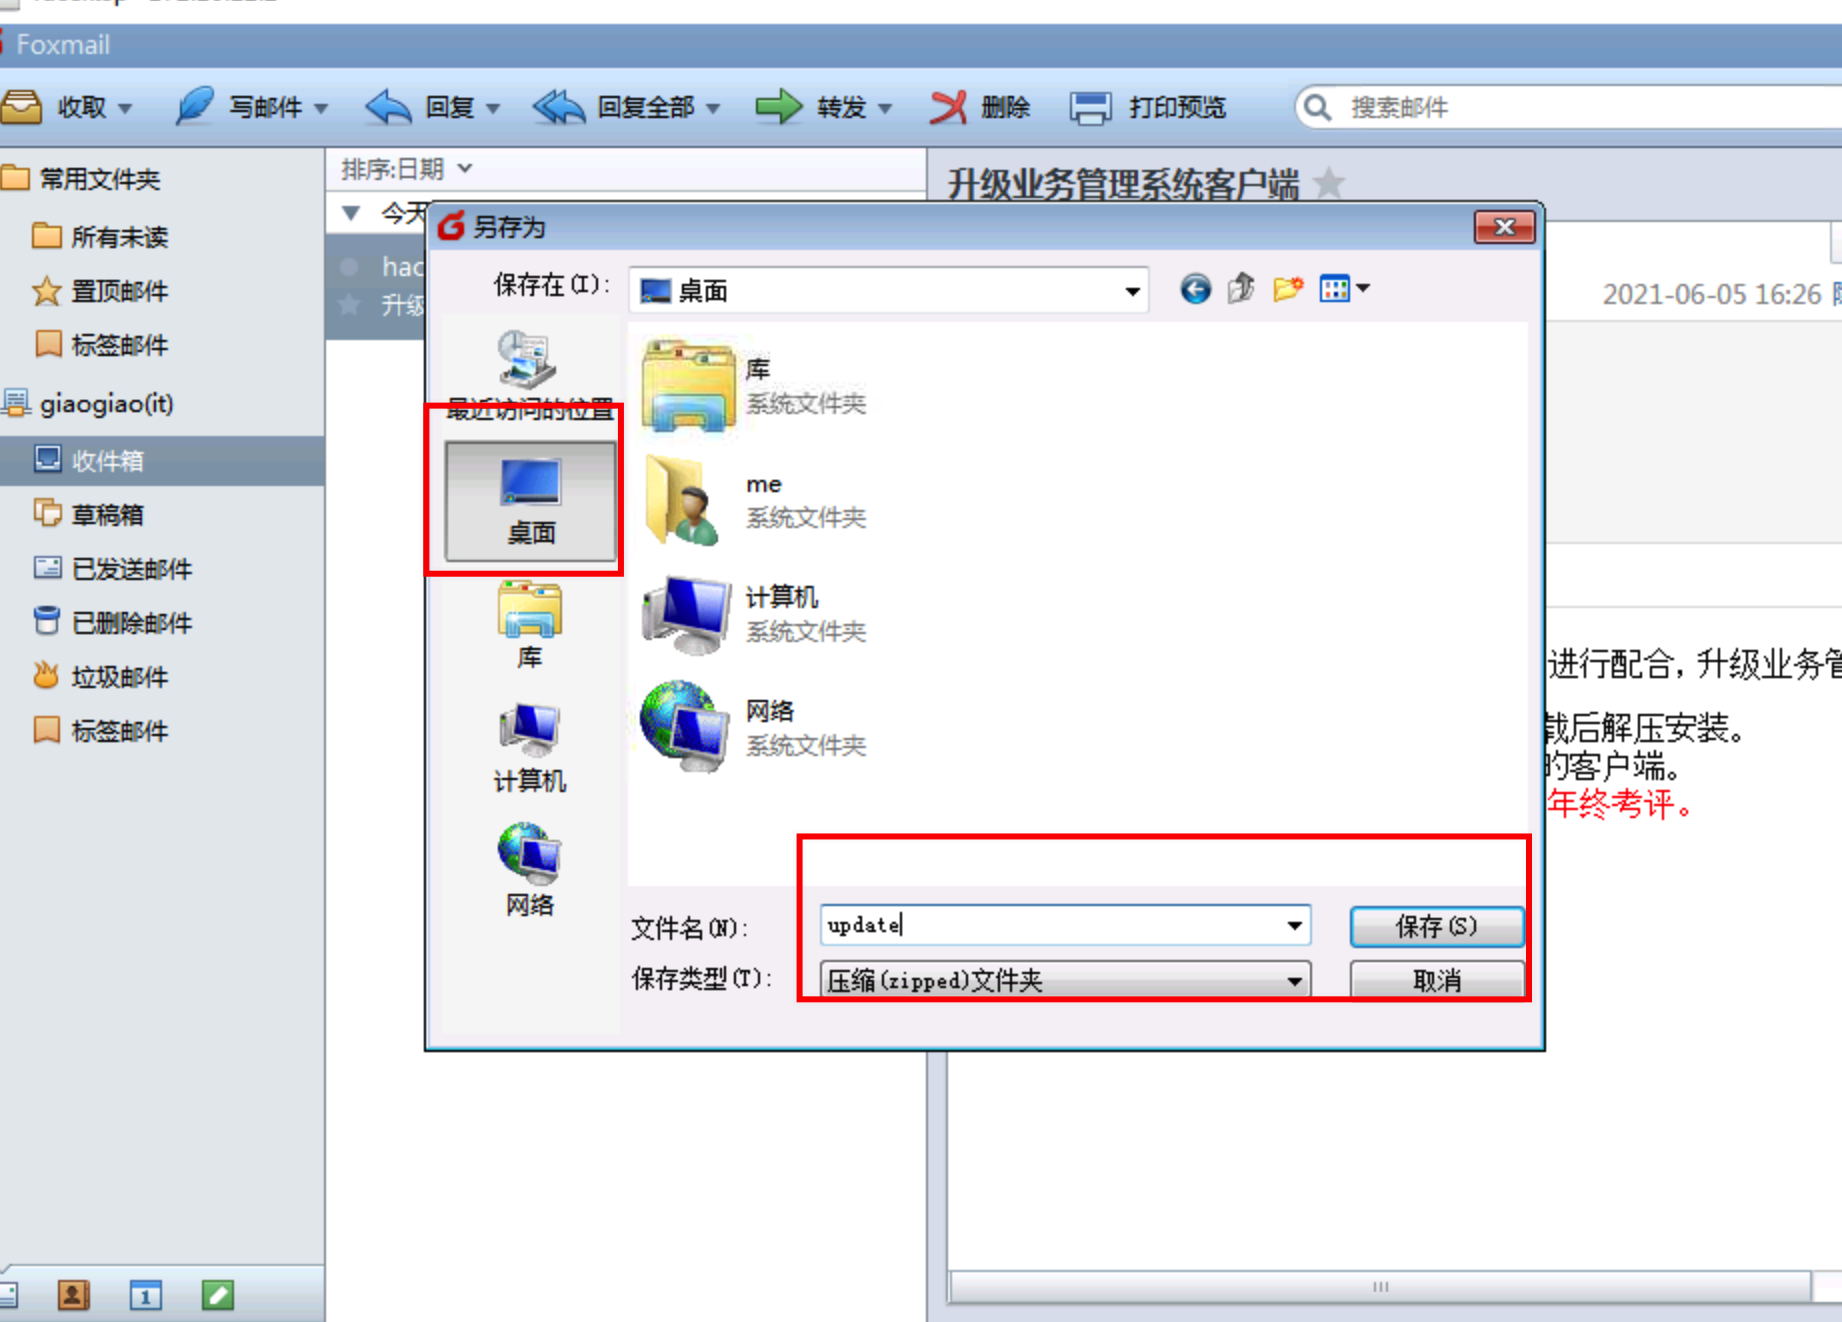 Foxmail
收取
写邮件
回复
回复全部
转发
删除
打印预览
搜索邮件
常用文件夹
所有未读
置顶邮件
标签邮件
giaogiao(it)
收件箱
草稿箱
已发送邮件
已删除邮件
垃圾邮件
标签邮件
排序:日期
今天
hac
升级
升级业务管理系统客户端
2021-06-05 16:26
另存为
保存在(I):
桌面
最近访问的位置
桌面
库
计算机
网络
库
系统文件夹
me
系统文件夹
计算机
系统文件夹
网络
系统文件夹
文件名(N):
update
保存(S)
保存类型(T):
压缩(zipped)文件夹
取消
进行配合,升级业务管
载后解压安装。
的客户端。
年终考评。
1